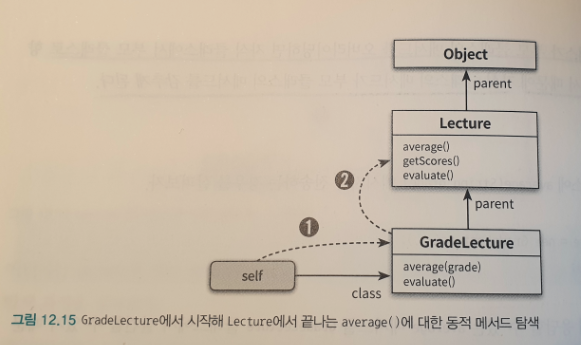 Object
parent
Lecture
average()
getScores()
evaluate()
❷
parent
❶
GradeLecture
self
average(grade)
evaluate()
class
그림 12.15 GradeLecture에서 시작해 Lecture에서 끝나는 average()에 대한 동적 메서드 탐색